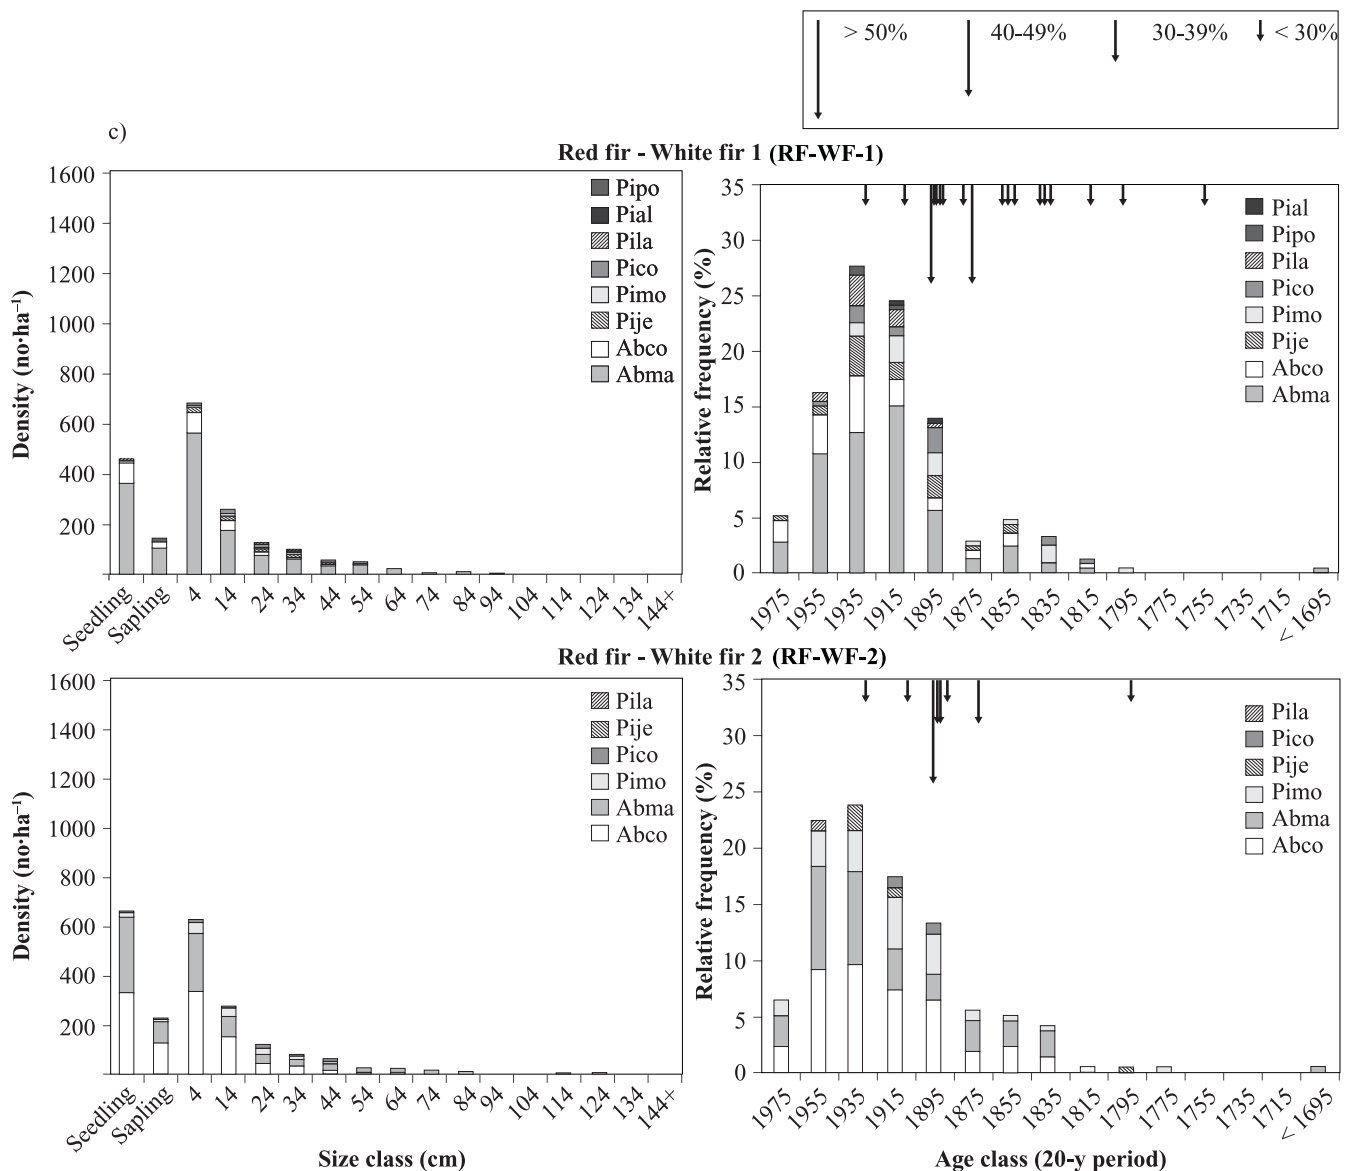 > 50% 40-49% 30-39% < 30%
c)
Red fir - White fir 1 (RF-WF-1)
1600
1400
1200
1000
800
600
400
200
Density (no·ha⁻¹)
Pipo
Pial
Pila
Pico
Pimo
Pije
Abco
Abma
Seedling Sapling 4 14 24 34 44 54 64 74 84 94 104 114 124 134 144+
35
30
25
20
15
10
5
0
Relative frequency (%)
Pial
Pipo
Pila
Pico
Pimo
Pije
Abco
Abma
1975 1955 1935 1915 1895 1875 1855 1835 1815 1795 1775 1755 1735 1715 < 1695
Red fir - White fir 2 (RF-WF-2)
1600
1400
1200
1000
800
600
400
200
Density (no·ha⁻¹)
Pila
Pije
Pico
Pimo
Abma
Abco
Seedling Sapling 4 14 24 34 44 54 64 74 84 94 104 114 124 134 144+
Size class (cm)
35
30
25
20
15
10
5
0
Relative frequency (%)
Pila
Pico
Pije
Pimo
Abma
Abco
1975 1955 1935 1915 1895 1875 1855 1835 1815 1795 1775 1755 1735 1715 < 1695
Age class (20-y period)